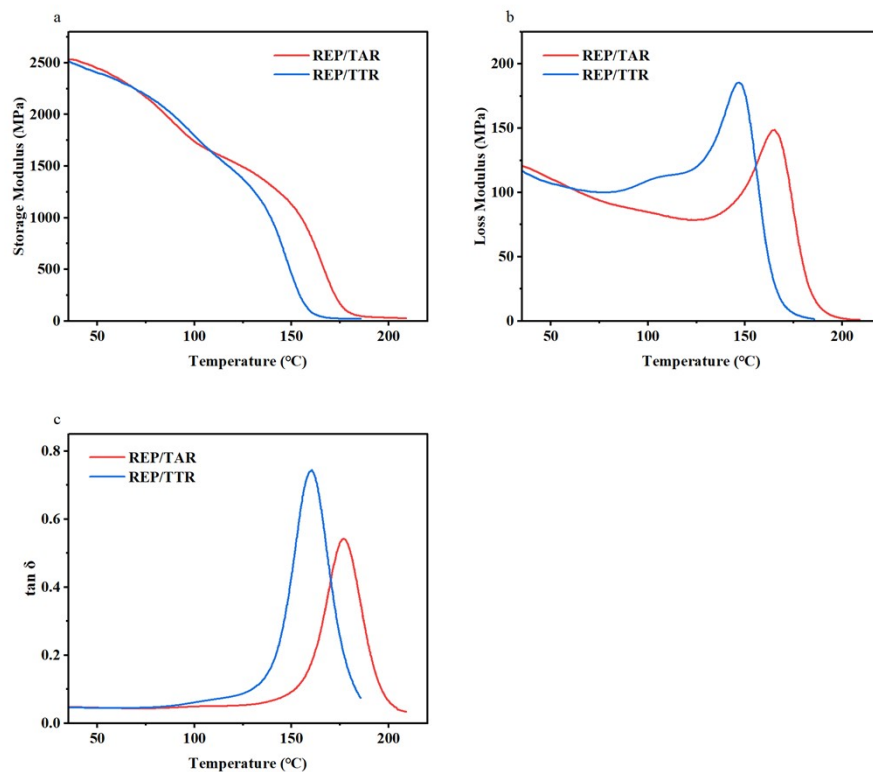 a
REP/TAR
REP/TTR
2500
2000
1500
1000
500
0
Storage Modulus (MPa)
50
100
150
200
Temperature (°C)
b
REP/TAR
REP/TTR
200
150
100
50
0
Loss Modulus (MPa)
50
100
150
200
Temperature (°C)
c
REP/TAR
REP/TTR
0.8
0.6
0.4
0.2
0.0
tan δ
50
100
150
200
Temperature (°C)